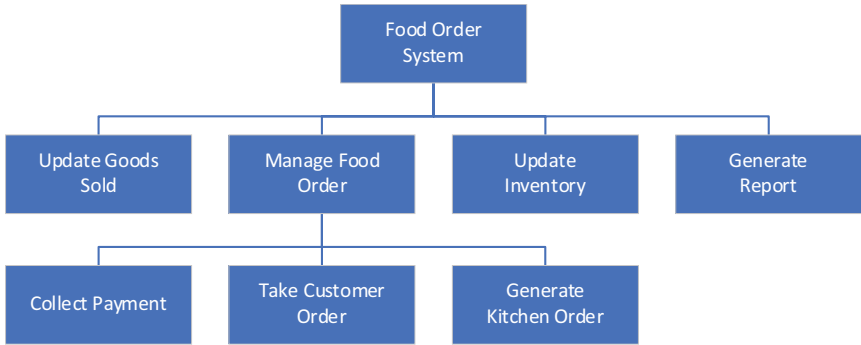 Food Order
System
Update Goods
Sold
Manage Food
Order
Update
Inventory
Generate
Report
Collect Payment
Take Customer
Order
Generate
Kitchen Order